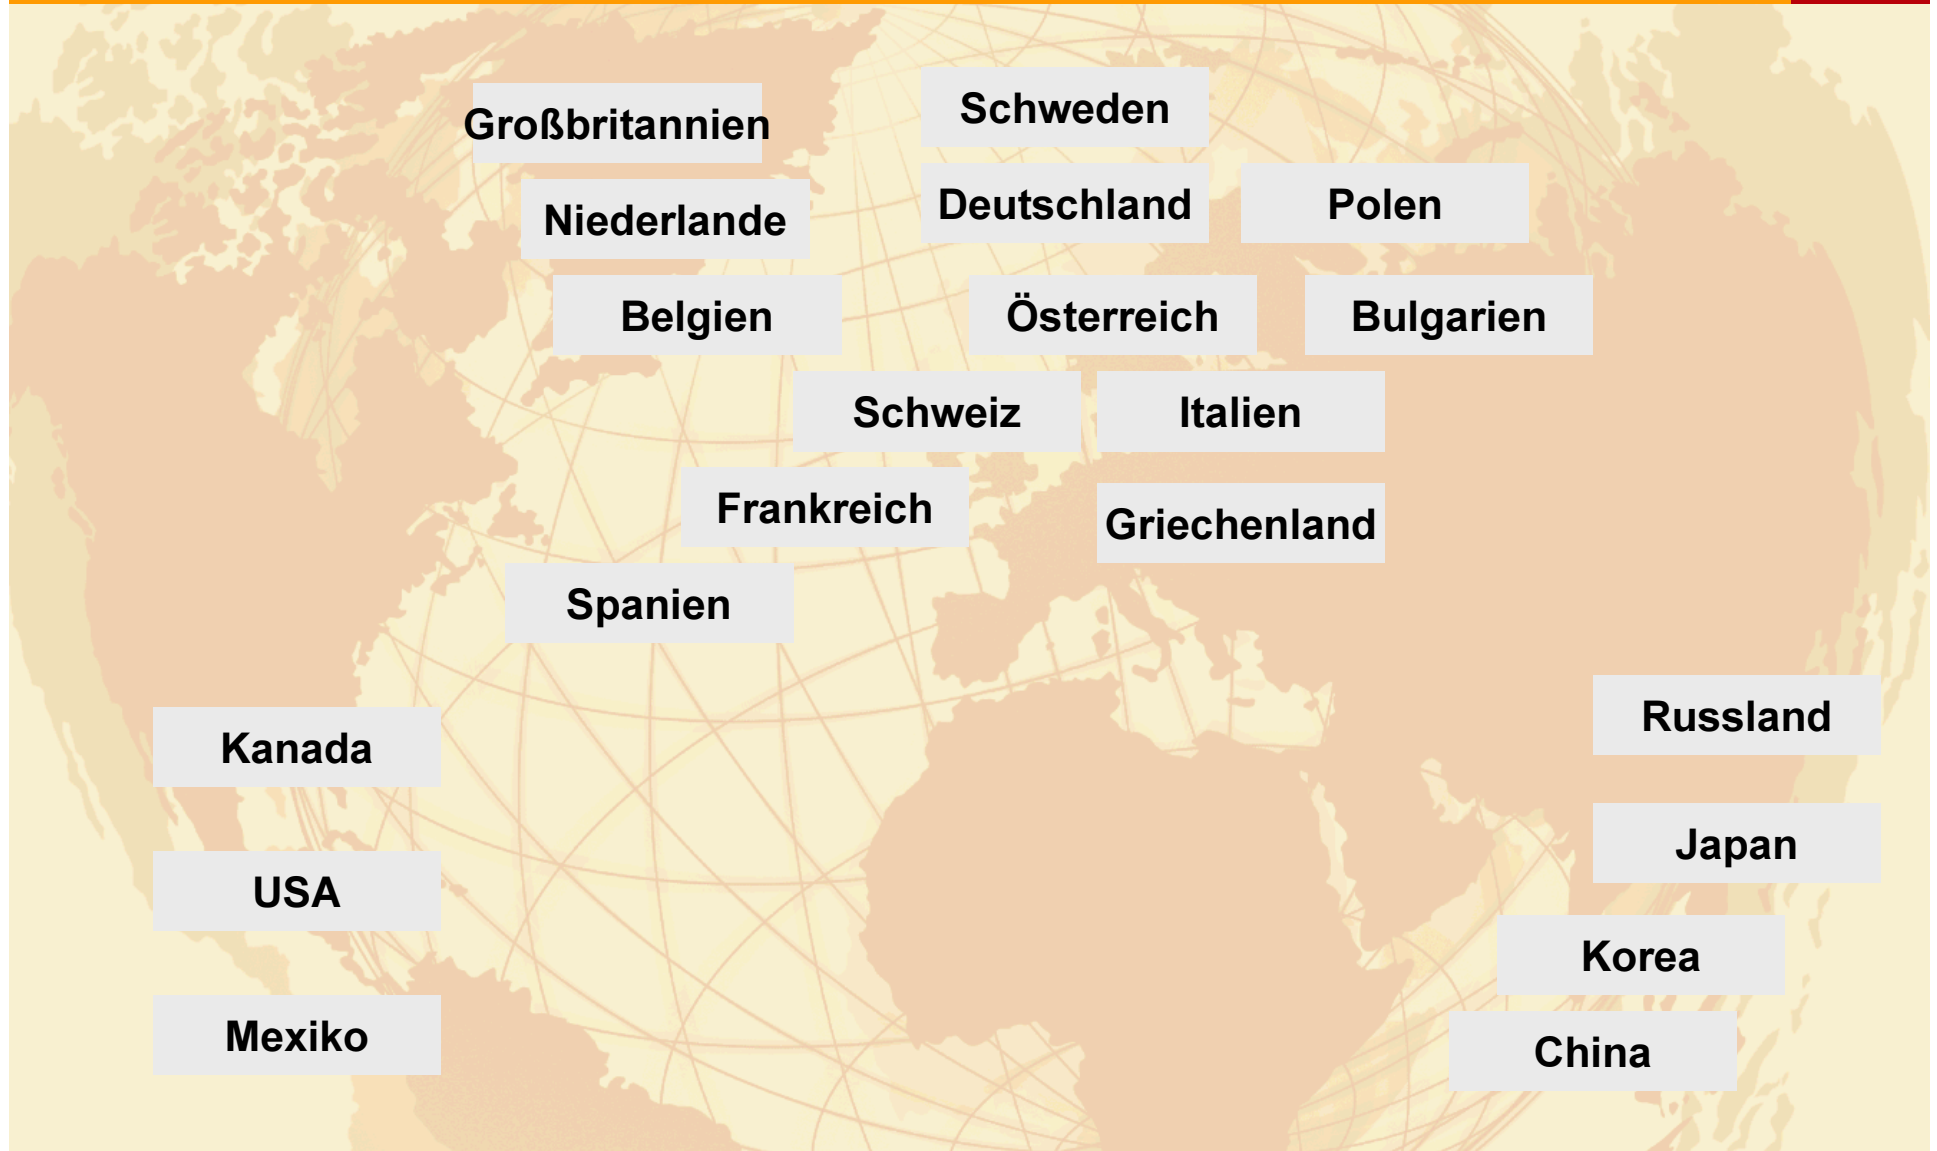 Großbritannien
Schweden
Niederlande
Deutschland
Polen
Belgien
Österreich
Bulgarien
Schweiz
Italien
Frankreich
Griechenland
Spanien
Russland
Kanada
Japan
USA
Korea
Mexiko
China